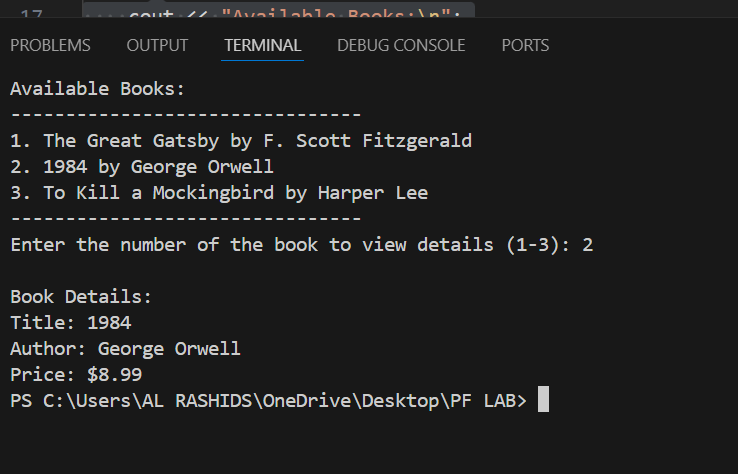 17 cout << "Available Books:\n";
PROBLEMS OUTPUT TERMINAL DEBUG CONSOLE PORTS
Available Books:
--------------------------------
1. The Great Gatsby by F. Scott Fitzgerald
2. 1984 by George Orwell
3. To Kill a Mockingbird by Harper Lee
--------------------------------
Enter the number of the book to view details (1-3): 2
Book Details:
Title: 1984
Author: George Orwell
Price: $8.99
PS C:\Users\AL RASHIDS\OneDrive\Desktop\PF LAB>